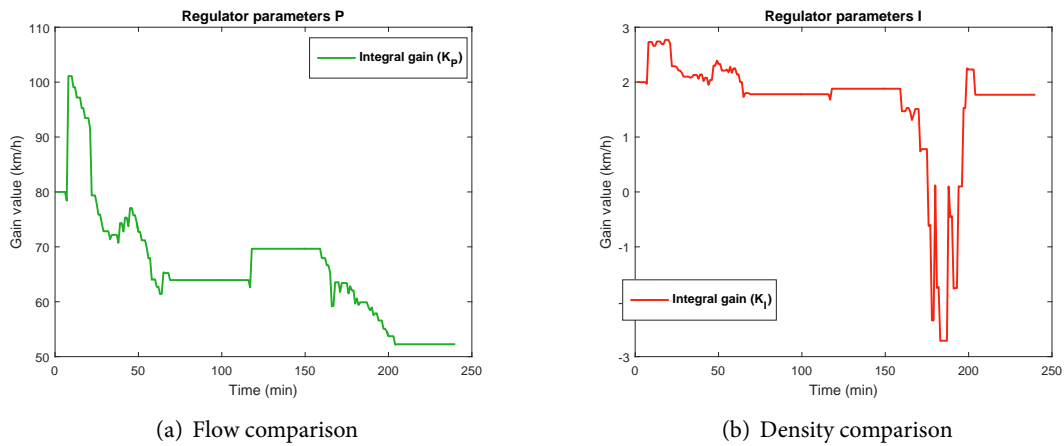 Regulator parameters P
110
100
90
80
70
60
50
Gain value (km/h)
Integral gain (K_P)
0 50 100 150 200 250
Time (min)
(a) Flow comparison
Regulator parameters I
3
2
1
0
-1
-3
Gain value (km/h)
Integral gain (K_I)
0 50 100 150 200 250
Time (min)
(b) Density comparison